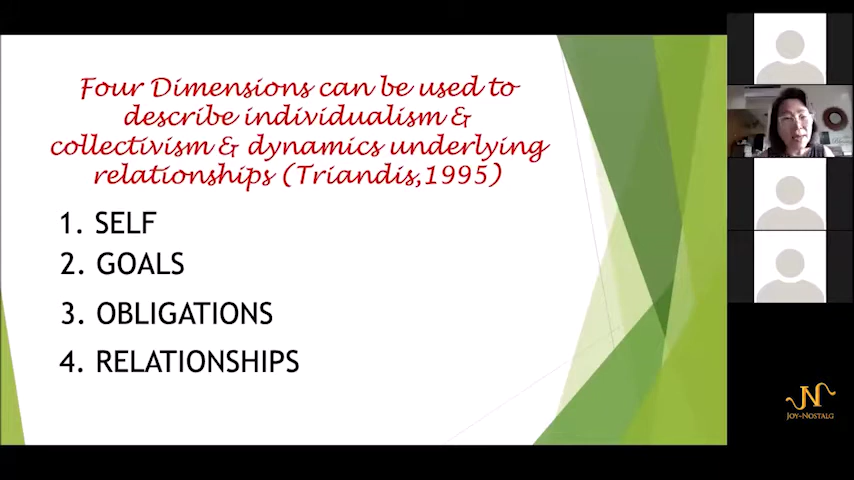 Four Dimensions can be used to
describe individualism &
collectivism & dynamics underlying
relationships (Triandis,1995)
1. SELF
2. GOALS
3. OBLIGATIONS
4. RELATIONSHIPS
JN
JOY~NOSTALG